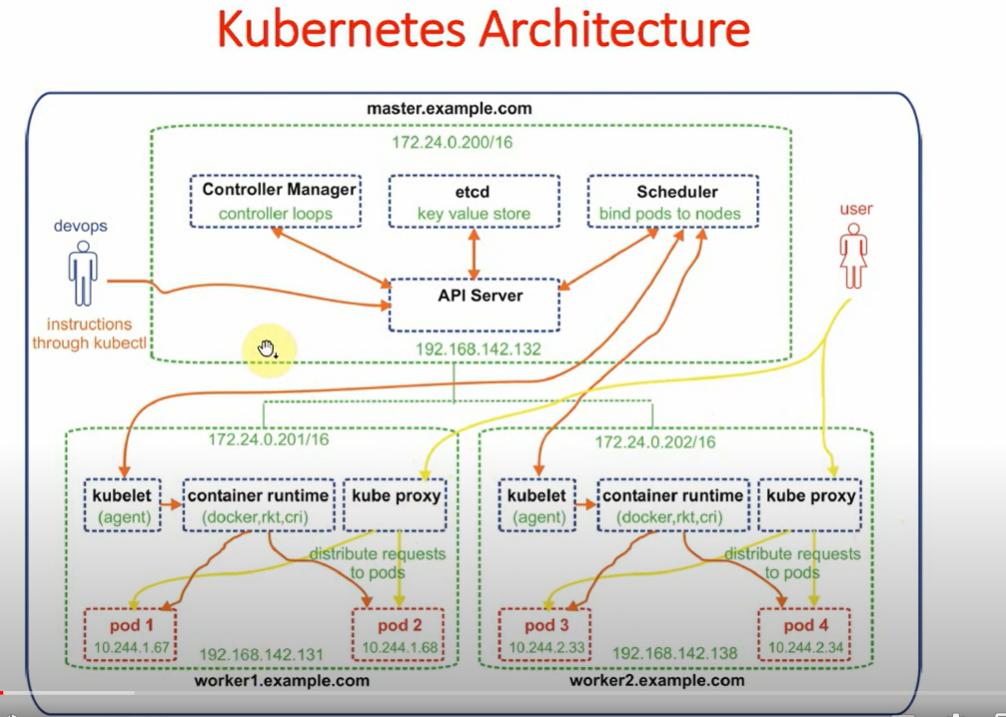 Kubernetes Architecture
master.example.com
172.24.0.200/16
Controller Manager
controller loops
etcd
key value store
Scheduler
bind pods to nodes
devops
instructions
through kubectl
user
API Server
192.168.142.132
172.24.0.201/16
kubelet
(agent)
container runtime
(docker,rkt,cri)
kube proxy
distribute requests
to pods
pod 1
10.244.1.67
pod 2
10.244.1.68
192.168.142.131
worker1.example.com
172.24.0.202/16
kubelet
(agent)
container runtime
(docker,rkt,cri)
kube proxy
distribute requests
to pods
pod 3
10.244.2.33
pod 4
10.244.2.34
192.168.142.138
worker2.example.com